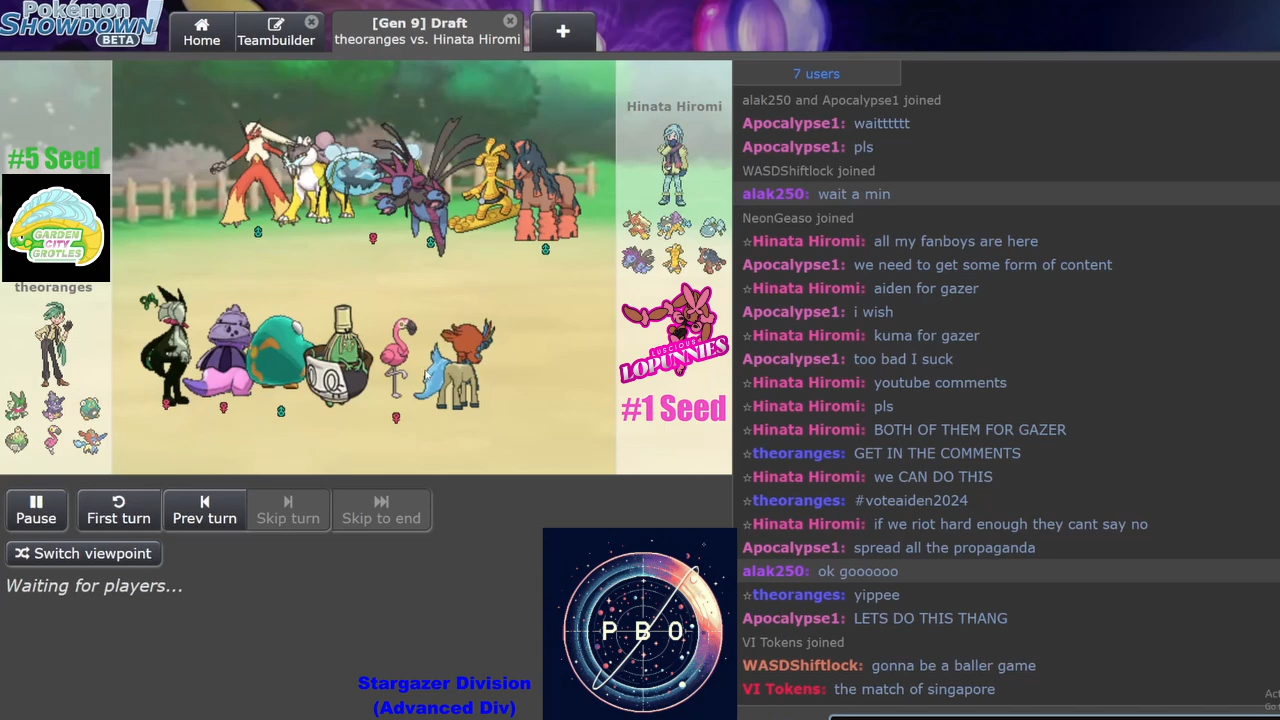 Pokémon
SHOWDOWN!
BETA
Home
Teambuilder
[Gen 9] Draft
theoranges vs. Hinata Hiromi
#5 Seed
GARDEN
CITY
GROTLES
theoranges
Hinata Hiromi
LUSCIOUS
LOPUNNIES
#1 Seed
Pause
First turn
Prev turn
Skip turn
Skip to end
Switch viewpoint
Waiting for players...
Stargazer Division
(Advanced Div)
P B O
7 users
alak250 and Apocalypse1 joined
Apocalypse1: waitttttt
Apocalypse1: pls
WASDShiftlock joined
alak250: wait a min
NeonGeaso joined
☆Hinata Hiromi: all my fanboys are here
Apocalypse1: we need to get some form of content
☆Hinata Hiromi: aiden for gazer
Apocalypse1: i wish
☆Hinata Hiromi: kuma for gazer
Apocalypse1: too bad I suck
☆Hinata Hiromi: youtube comments
☆Hinata Hiromi: pls
☆Hinata Hiromi: BOTH OF THEM FOR GAZER
☆theoranges: GET IN THE COMMENTS
☆Hinata Hiromi: we CAN DO THIS
☆theoranges: #voteaiden2024
☆Hinata Hiromi: if we riot hard enough they cant say no
Apocalypse1: spread all the propaganda
alak250: ok goooooo
☆theoranges: yippee
Apocalypse1: LETS DO THIS THANG
VI Tokens joined
WASDShiftlock: gonna be a baller game
VI Tokens: the match of singapore